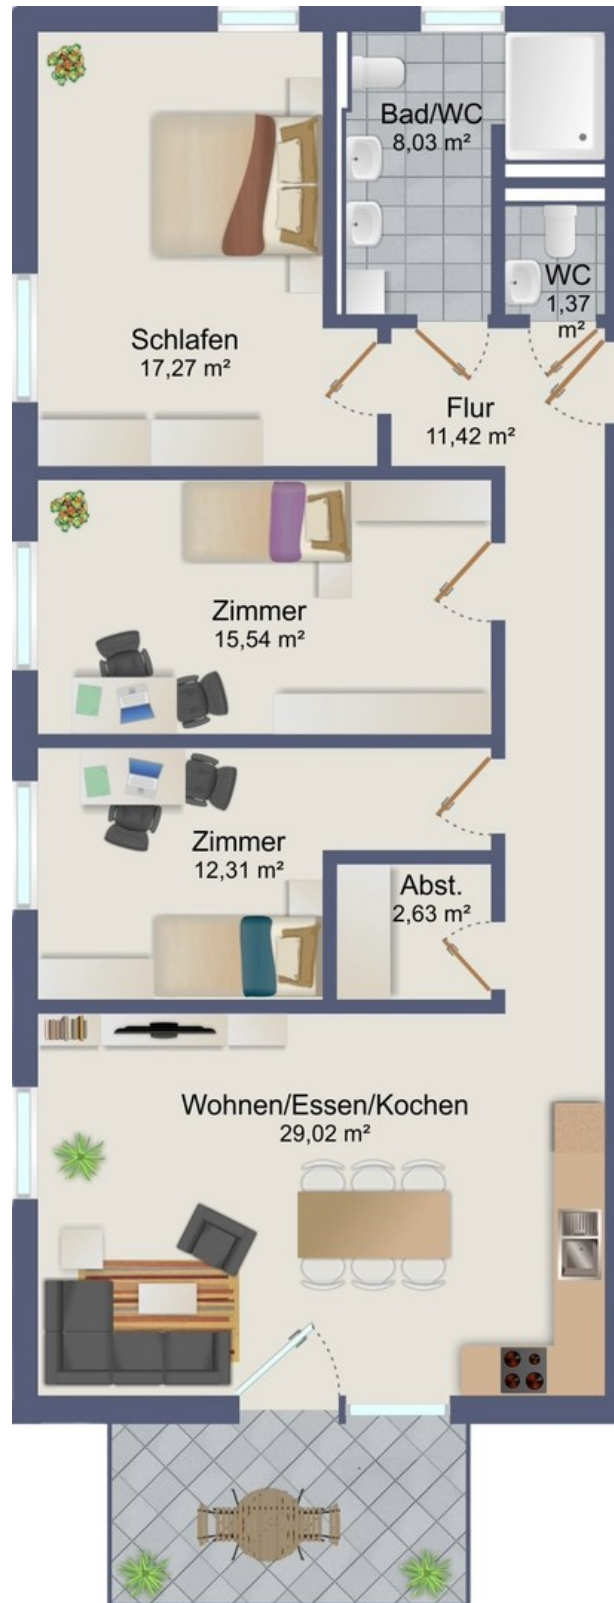 Bad/WC
8,03 m²
WC
1,37
m²
Schlafen
17,27 m²
Flur
11,42 m²
Zimmer
15,54 m²
Zimmer
12,31 m²
Abst.
2,63 m²
Wohnen/Essen/Kochen
29,02 m²